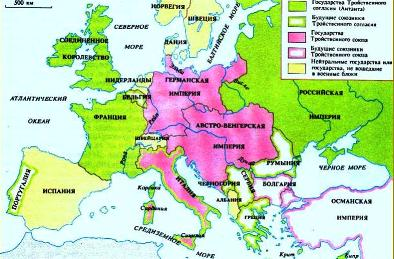 500 км
НОРВЕГИЯ
ШВЕЦИЯ
СЕВЕРНОЕ
МОРЕ
ДАНИЯ
БАЛТИЙСКОЕ МОРЕ
СОЕДИНЕННОЕ
КОРОЛЕВСТВО
НИДЕРЛАНДЫ
БЕЛЬГИЯ
ГЕРМАНСКАЯ
ИМПЕРИЯ
АТЛАНТИЧЕСКИЙ
ОКЕАН
ФРАНЦИЯ
ШВЕЙЦАРИЯ
АВСТРО-ВЕНГЕРСКАЯ
ИМПЕРИЯ
РОССИЙСКАЯ
ИМПЕРИЯ
РУМЫНИЯ
ЧЕРНОЕ МОРЕ
ПОРТУГАЛИЯ
ИСПАНИЯ
Корсика
Сардиния
ИТАЛИЯ
ЧЕРНОГОРИЯ
СЕРБИЯ
БОЛГАРИЯ
АЛБАНИЯ
ГРЕЦИЯ
ОСМАНСКАЯ
ИМПЕРИЯ
СРЕДИЗЕМНОЕ
МОРЕ
Сицилия
Крит
Кипр
Государства Тройственного
согласия (Антанта)
Будущие союзники
Тройственного согласия
Государства
Тройственного союза
Будущие союзники
Тройственного союза
Нейтральные государства или
государства, не вошедшие
в военные блоки